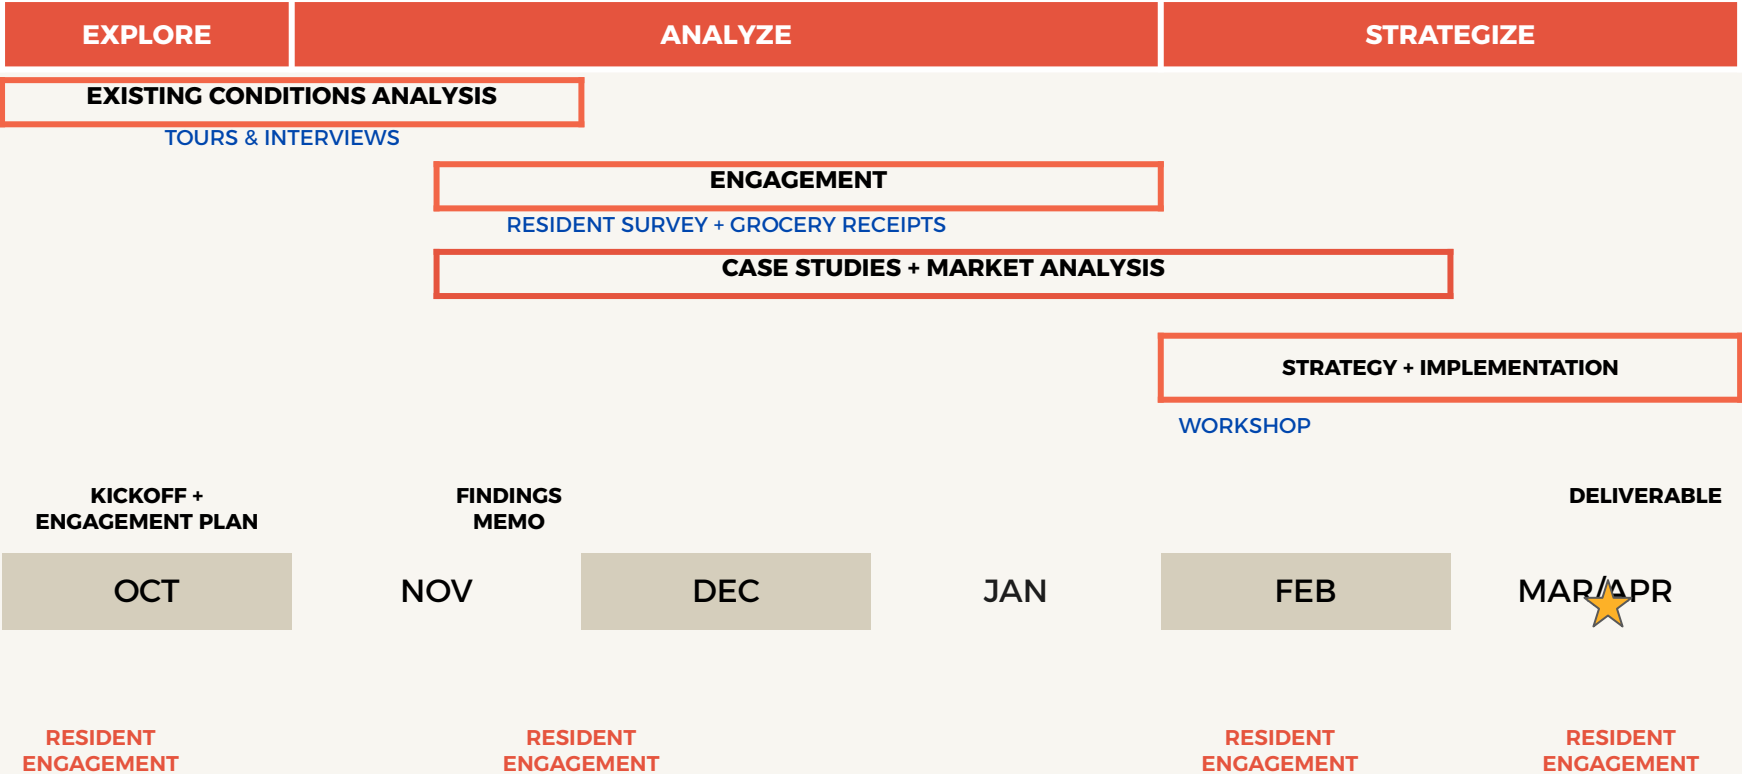 EXPLORE
ANALYZE
STRATEGIZE
EXISTING CONDITIONS ANALYSIS
TOURS & INTERVIEWS
ENGAGEMENT
RESIDENT SURVEY + GROCERY RECEIPTS
CASE STUDIES + MARKET ANALYSIS
STRATEGY + IMPLEMENTATION
WORKSHOP
KICKOFF +
ENGAGEMENT PLAN
FINDINGS
MEMO
DELIVERABLE
OCT
NOV
DEC
JAN
FEB
MAR/APR
RESIDENT
ENGAGEMENT
RESIDENT
ENGAGEMENT
RESIDENT
ENGAGEMENT
RESIDENT
ENGAGEMENT